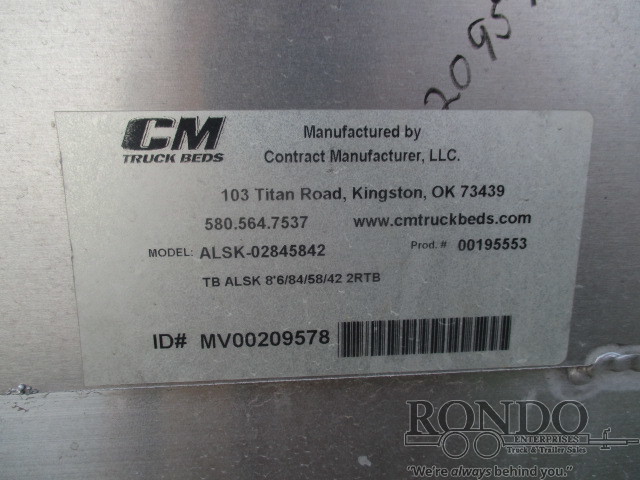 2095
CM
TRUCK BEDS
Manufactured by
Contract Manufacturer, LLC.
103 Titan Road, Kingston, OK 73439
580.564.7537 www.cmtruckbeds.com
MODEL: ALSK-02845842 Prod. # 00195553
TB ALSK 8'6/84/58/42 2RTB
ID# MV00209578
RONDO
ENTERPRISES
Truck & Trailer Sales
"We're always behind you."